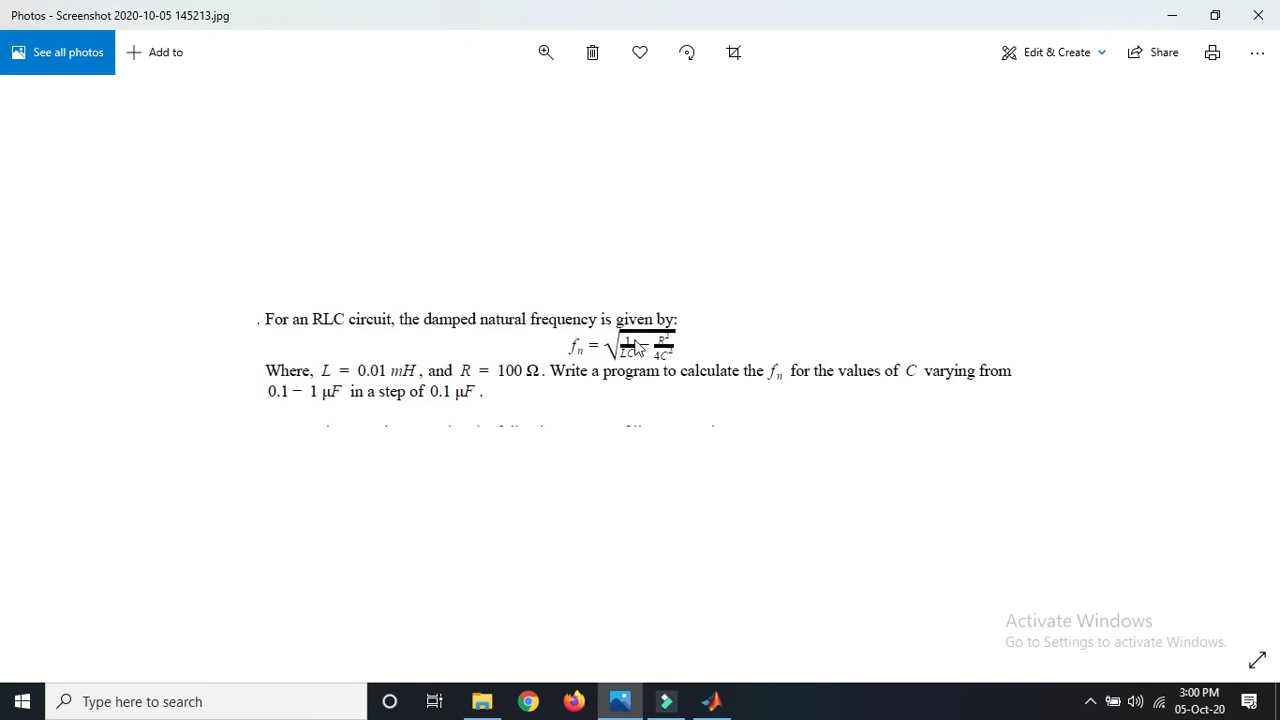 Photos - Screenshot 2020-10-05 145213.jpg
See all photos
Add to
Edit & Create
Share
. For an RLC circuit, the damped natural frequency is given by:
fn = √(1/LC − R²/4C²)
Where, L = 0.01 mH, and R = 100 Ω. Write a program to calculate the fn for the values of C varying from
0.1 − 1 μF in a step of 0.1 μF.
Activate Windows
Go to Settings to activate Windows.
Type here to search
3:00 PM
05-Oct-20